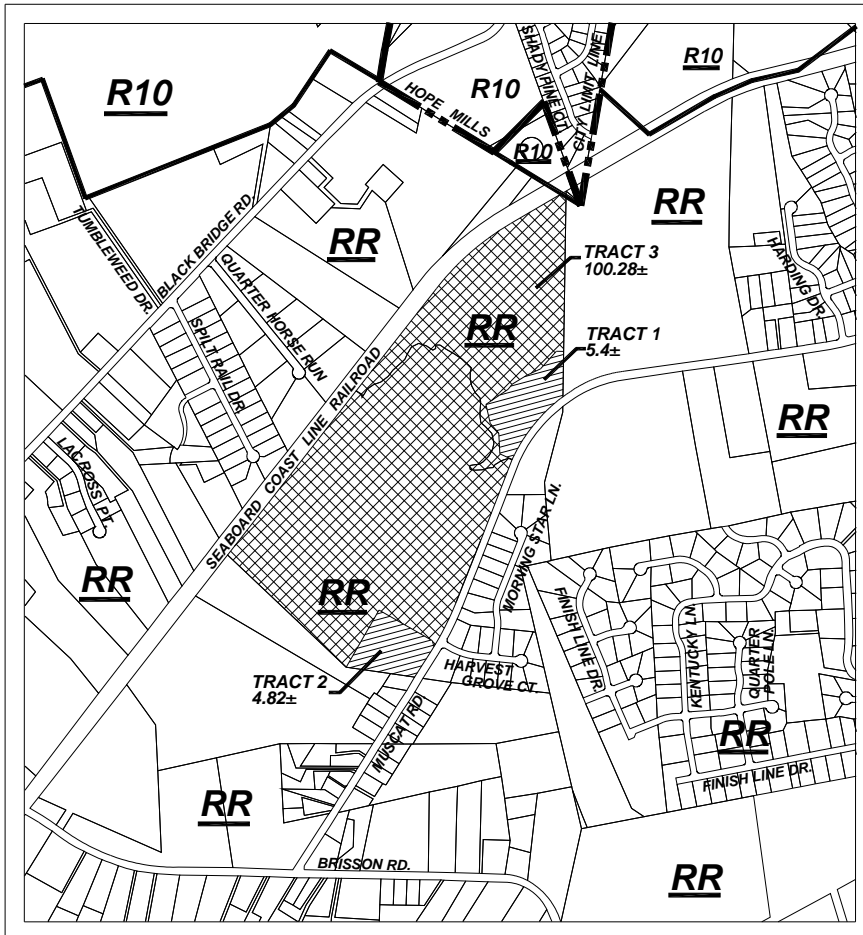 R10
R10
R10
R10
SHADY PINE CT.
CITY LIMIT LINE
HOPE MILLS
RR
RR
TUMBLEWEED DR.
BLACK BRIDGE RD.
HARDING DR.
TRACT 3
100.28±
QUARTER HORSE RUN
SPILT RAIL DR.
RR
TRACT 1
5.4±
SEABOARD COAST LINE RAILROAD
RR
LACROSS PT.
MORNING STAR LN.
RR
RR
FINISH LINE DR.
KENTUCKY LN.
QUARTER
POLE LN.
HARVEST
GROVE CT.
TRACT 2
4.82±
MUSCAT RD.
RR
FINISH LINE DR.
RR
BRISSON RD.
RR